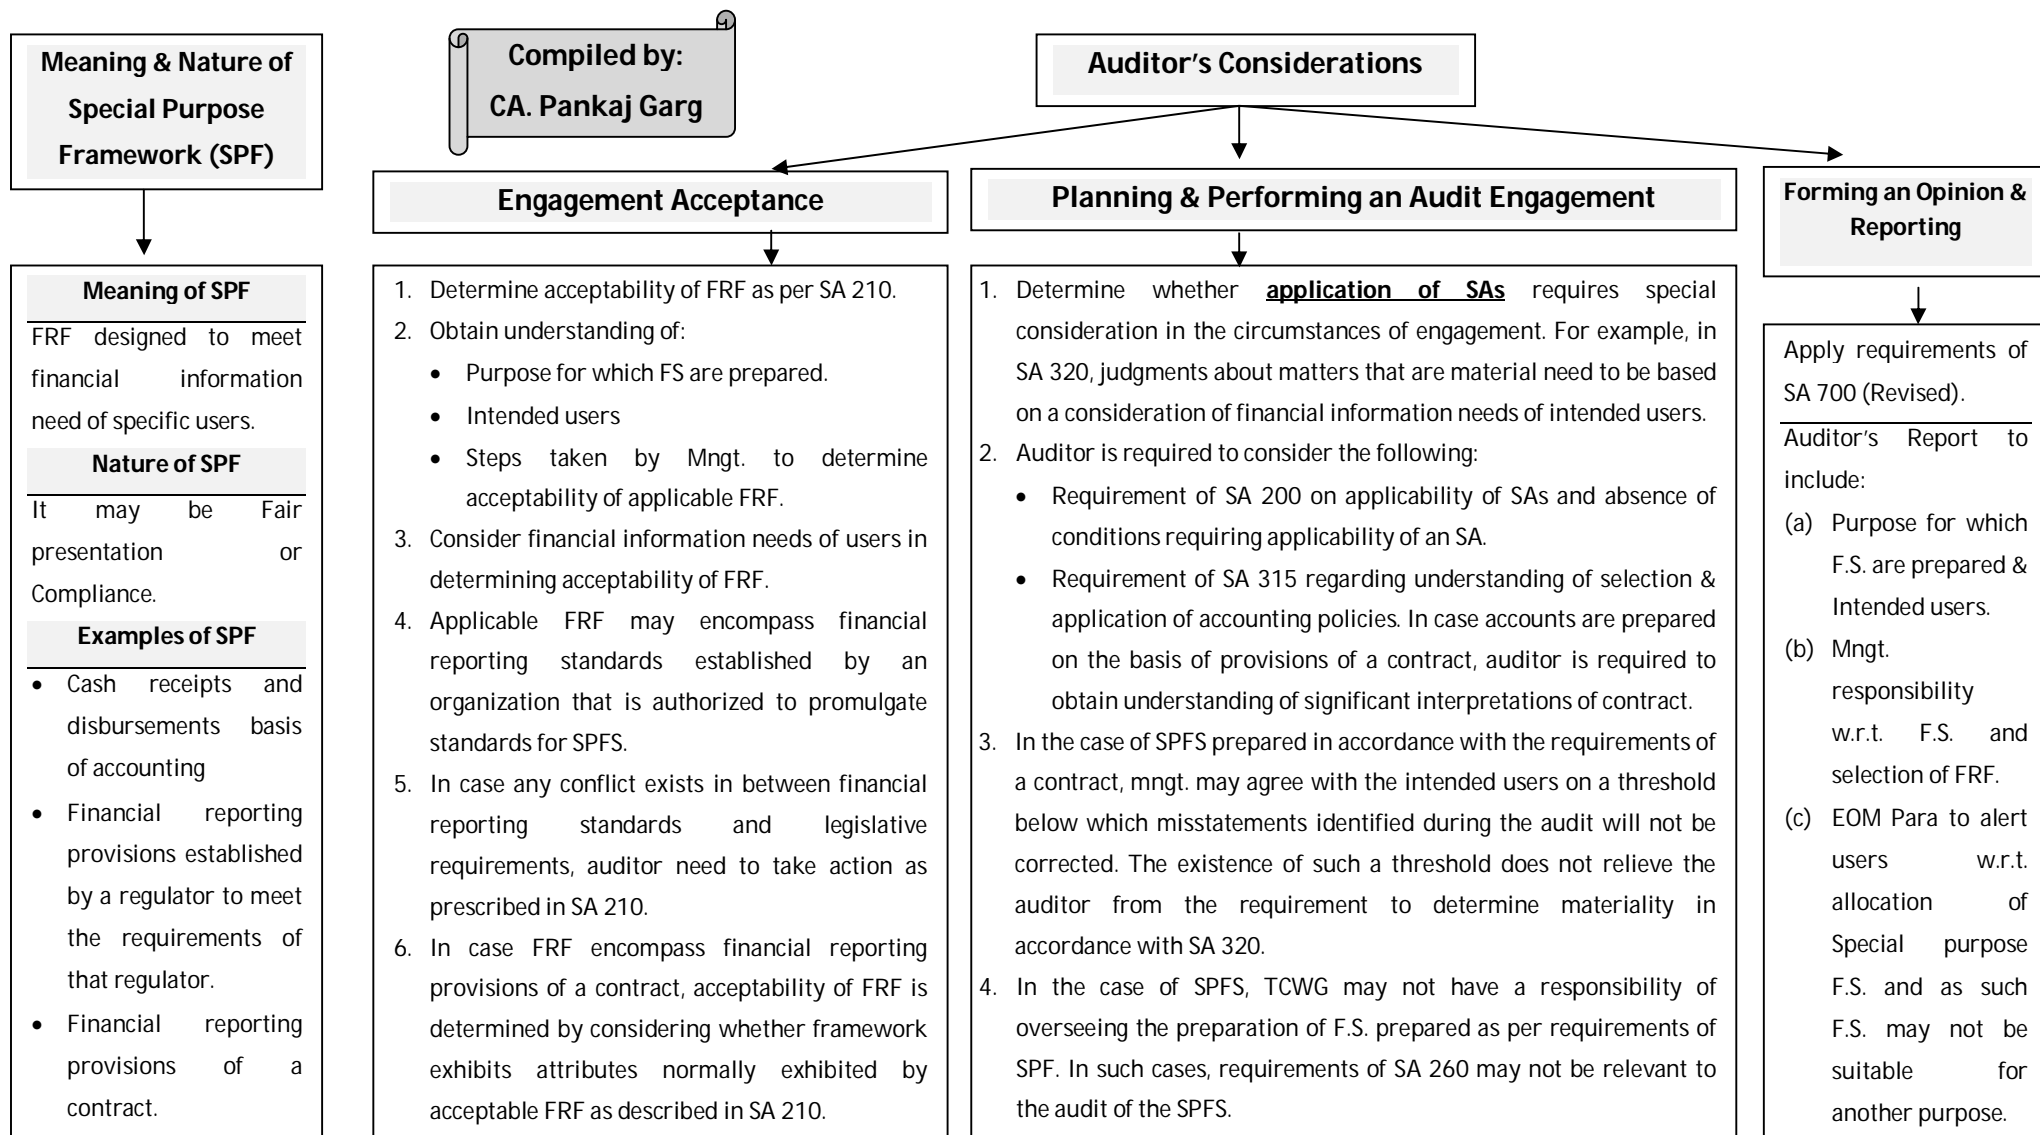 Meaning & Nature of
Special Purpose
Framework (SPF)
Meaning of SPF
FRF designed to meet
financial information
need of specific users.
Nature of SPF
It may be Fair
presentation or
Compliance.
Examples of SPF
• Cash receipts and
disbursements basis
of accounting
• Financial reporting
provisions established
by a regulator to meet
the requirements of
that regulator.
• Financial reporting
provisions of a
contract.
Compiled by:
CA. Pankaj Garg
Auditor's Considerations
Engagement Acceptance
1. Determine acceptability of FRF as per SA 210.
2. Obtain understanding of:
• Purpose for which FS are prepared.
• Intended users
• Steps taken by Mngt. to determine
acceptability of applicable FRF.
3. Consider financial information needs of users in
determining acceptability of FRF.
4. Applicable FRF may encompass financial
reporting standards established by an
organization that is authorized to promulgate
standards for SPFS.
5. In case any conflict exists in between financial
reporting standards and legislative
requirements, auditor need to take action as
prescribed in SA 210.
6. In case FRF encompass financial reporting
provisions of a contract, acceptability of FRF is
determined by considering whether framework
exhibits attributes normally exhibited by
acceptable FRF as described in SA 210.
Planning & Performing an Audit Engagement
1. Determine whether application of SAs requires special
consideration in the circumstances of engagement. For example, in
SA 320, judgments about matters that are material need to be based
on a consideration of financial information needs of intended users.
2. Auditor is required to consider the following:
• Requirement of SA 200 on applicability of SAs and absence of
conditions requiring applicability of an SA.
• Requirement of SA 315 regarding understanding of selection &
application of accounting policies. In case accounts are prepared
on the basis of provisions of a contract, auditor is required to
obtain understanding of significant interpretations of contract.
3. In the case of SPFS prepared in accordance with the requirements of
a contract, mngt. may agree with the intended users on a threshold
below which misstatements identified during the audit will not be
corrected. The existence of such a threshold does not relieve the
auditor from the requirement to determine materiality in
accordance with SA 320.
4. In the case of SPFS, TCWG may not have a responsibility of
overseeing the preparation of F.S. prepared as per requirements of
SPF. In such cases, requirements of SA 260 may not be relevant to
the audit of the SPFS.
Forming an Opinion &
Reporting
Apply requirements of
SA 700 (Revised).
Auditor's Report to
include:
(a) Purpose for which
F.S. are prepared &
Intended users.
(b) Mngt.
responsibility
w.r.t. F.S. and
selection of FRF.
(c) EOM Para to alert
users w.r.t.
allocation of
Special purpose
F.S. and as such
F.S. may not be
suitable for
another purpose.